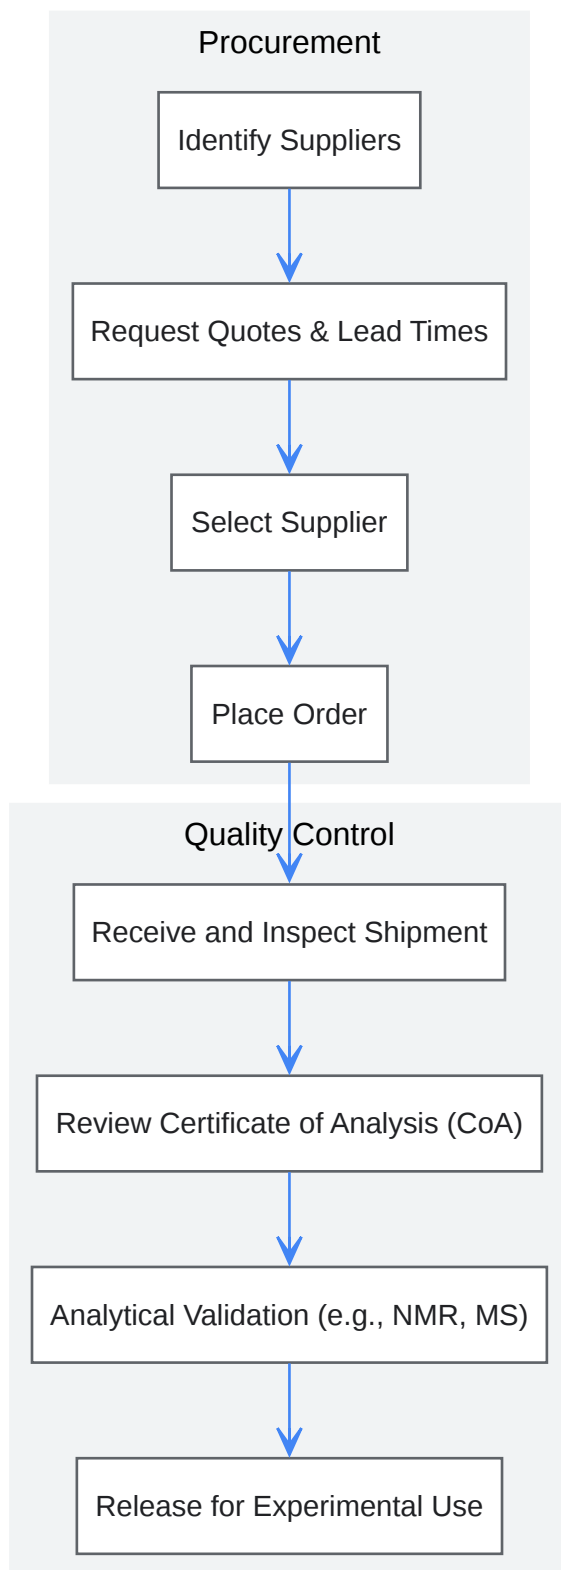 Procurement
Identify Suppliers
Request Quotes & Lead Times
Select Supplier
Place Order
Quality Control
Receive and Inspect Shipment
Review Certificate of Analysis (CoA)
Analytical Validation (e.g., NMR, MS)
Release for Experimental Use